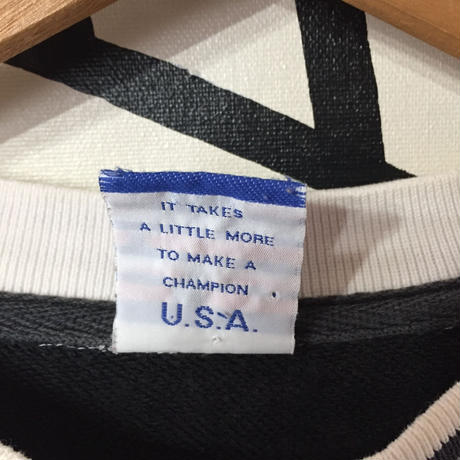 IT TAKES
A LITTLE MORE
TO MAKE A
CHAMPION
U.S.A.